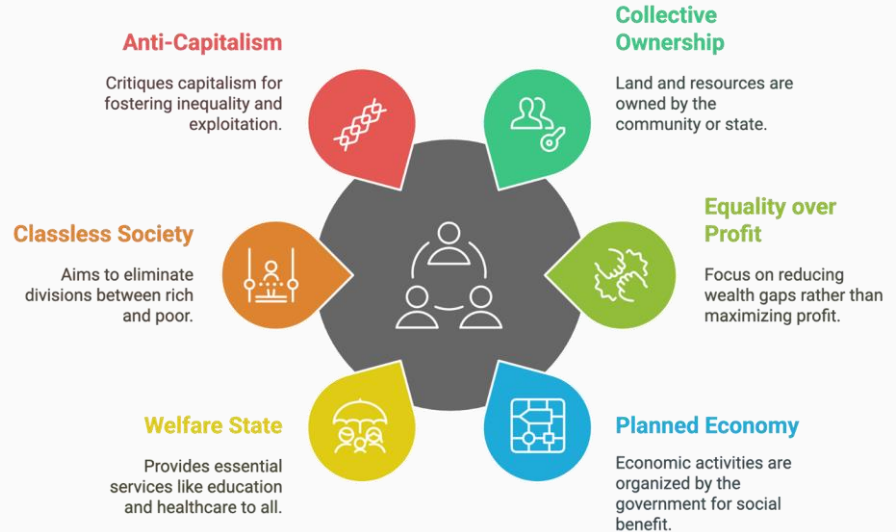 Anti-Capitalism
Critiques capitalism for
fostering inequality and
exploitation.
Collective
Ownership
Land and resources are
owned by the
community or state.
Classless Society
Aims to eliminate
divisions between rich
and poor.
Equality over
Profit
Focus on reducing
wealth gaps rather than
maximizing profit.
Welfare State
Provides essential
services like education
and healthcare to all.
Planned Economy
Economic activities are
organized by the
government for social
benefit.